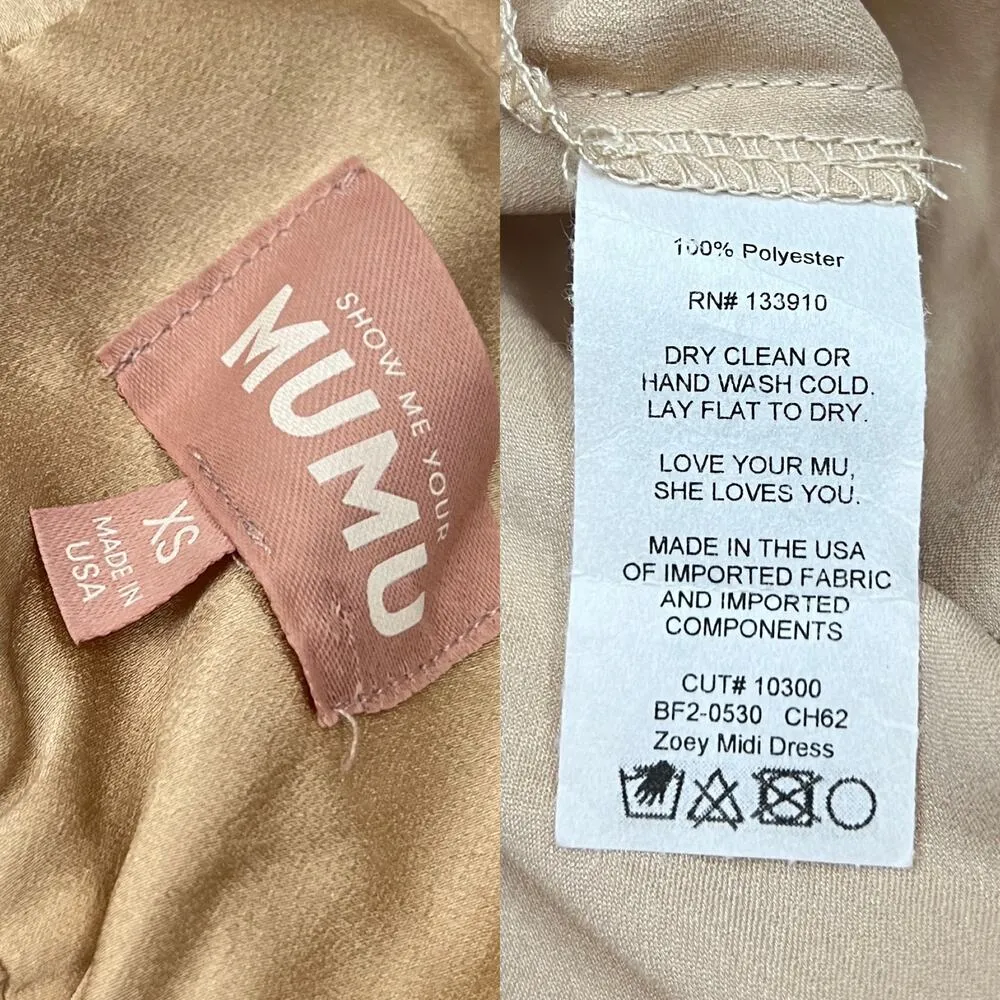 SHOW ME YOUR
MUMU
XS
MADE IN
USA
100% Polyester
RN# 133910
DRY CLEAN OR
HAND WASH COLD.
LAY FLAT TO DRY.
LOVE YOUR MU,
SHE LOVES YOU.
MADE IN THE USA
OF IMPORTED FABRIC
AND IMPORTED
COMPONENTS
CUT# 10300
BF2-0530 CH62
Zoey Midi Dress